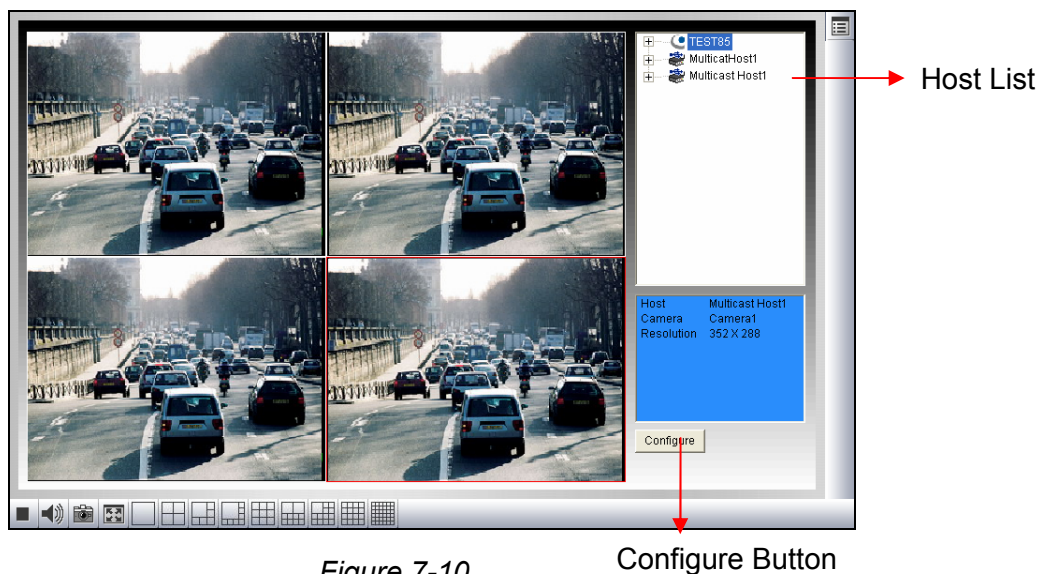 TEST85
MulticatHost1
Multicast Host1
Host List
Host Multicast Host1
Camera Camera1
Resolution 352 X 288
Configure
Configure Button
Figure 7-10